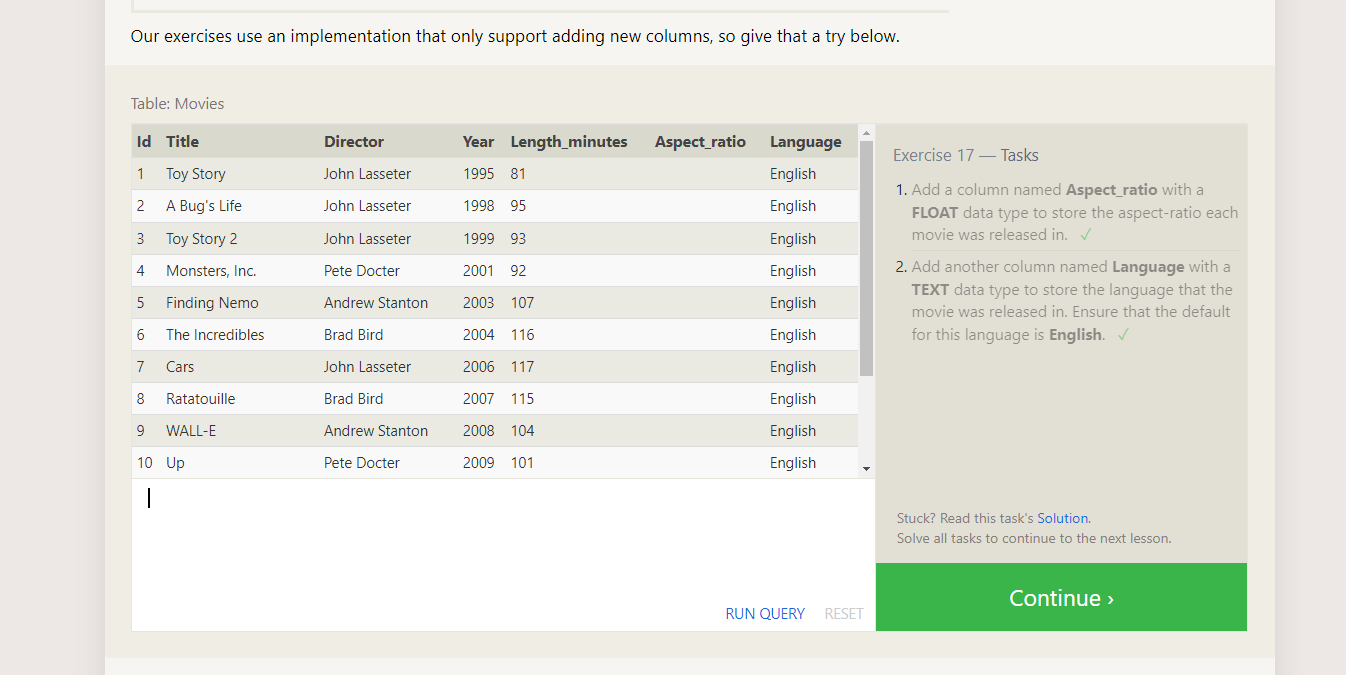 Our exercises use an implementation that only support adding new columns, so give that a try below.
Table: Movies
Id Title Director Year Length_minutes Aspect_ratio Language
1 Toy Story John Lasseter 1995 81 English
2 A Bug's Life John Lasseter 1998 95 English
3 Toy Story 2 John Lasseter 1999 93 English
4 Monsters, Inc. Pete Docter 2001 92 English
5 Finding Nemo Andrew Stanton 2003 107 English
6 The Incredibles Brad Bird 2004 116 English
7 Cars John Lasseter 2006 117 English
8 Ratatouille Brad Bird 2007 115 English
9 WALL-E Andrew Stanton 2008 104 English
10 Up Pete Docter 2009 101 English
RUN QUERY RESET
Exercise 17 — Tasks
1. Add a column named Aspect_ratio with a
FLOAT data type to store the aspect-ratio each
movie was released in. ✓
2. Add another column named Language with a
TEXT data type to store the language that the
movie was released in. Ensure that the default
for this language is English. ✓
Stuck? Read this task's Solution.
Solve all tasks to continue to the next lesson.
Continue ›